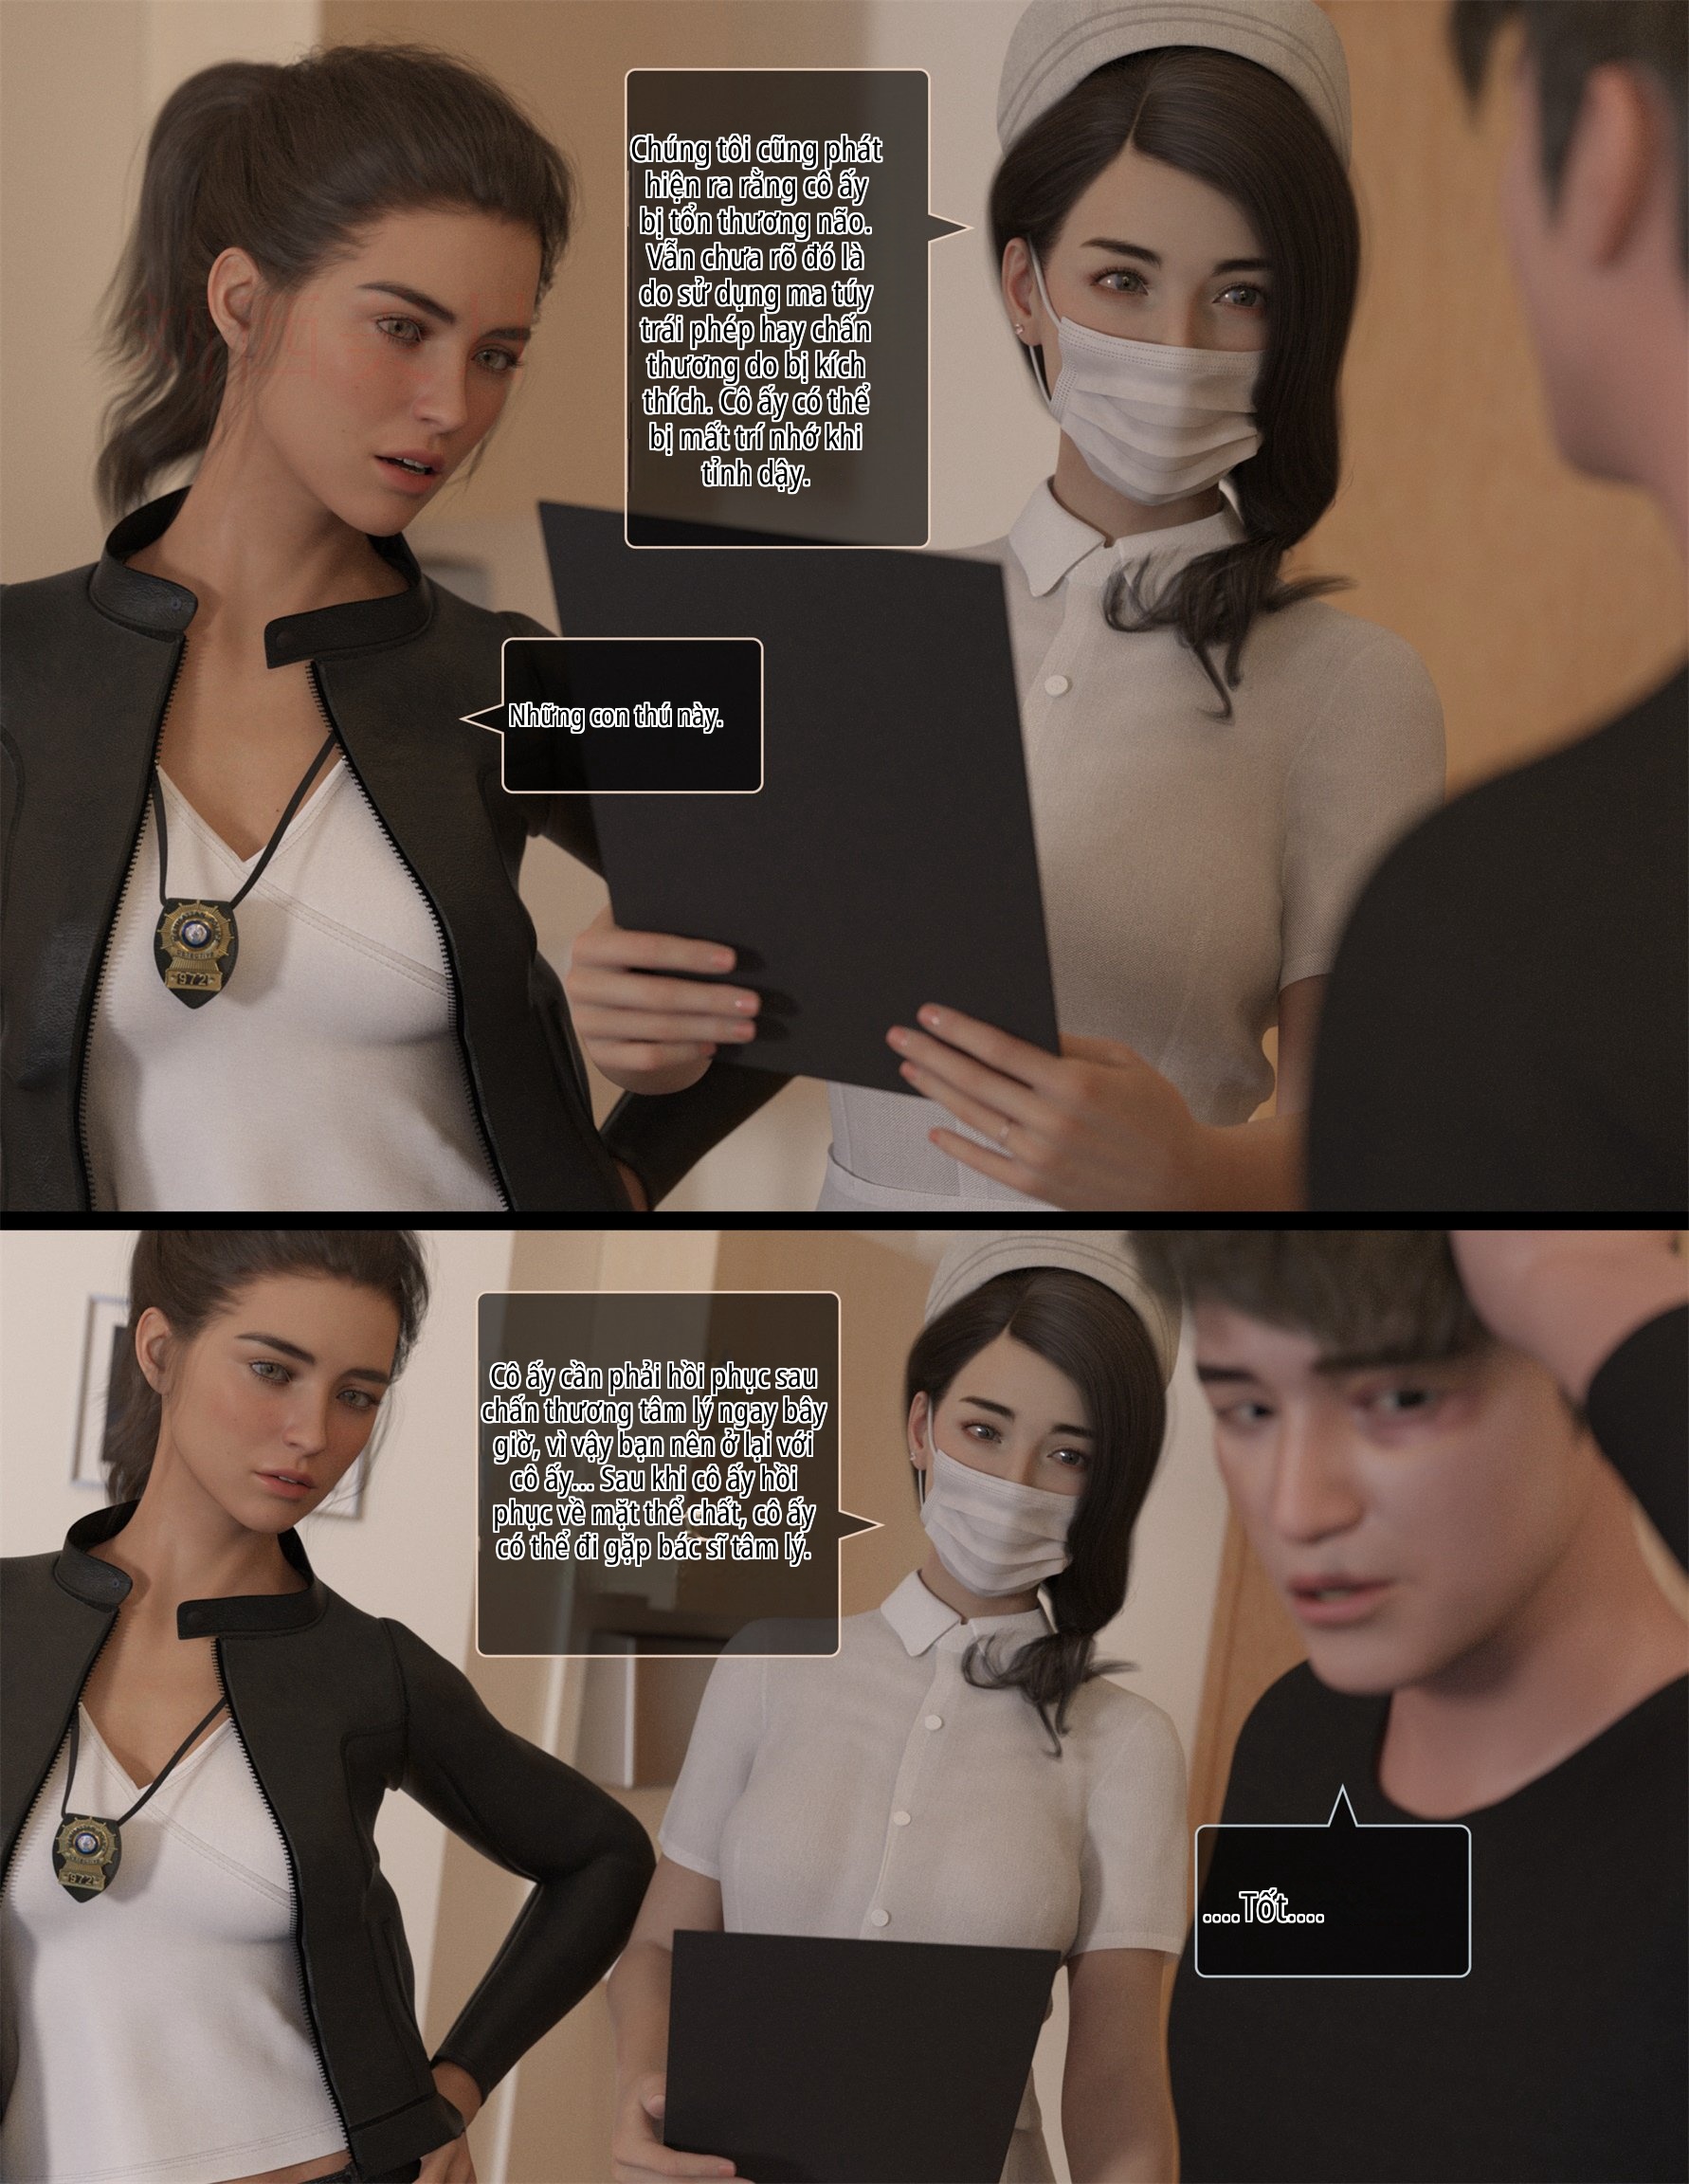 Chúng tôi cũng phát
hiện ra rằng cô ấy
bị tổn thương não.
Vẫn chưa rõ đó là
do sử dụng ma túy
trái phép hay chấn
thương do bị kích
thích. Cô ấy có thể
bị mất trí nhớ khi
tỉnh dậy.
Những con thú này.
972
Cô ấy cần phải hồi phục sau
chấn thương tâm lý ngay bây
giờ, vì vậy bạn nên ở lại với
cô ấy... Sau khi cô ấy hồi
phục về mặt thể chất, cô ấy
có thể đi gặp bác sĩ tâm lý.
972
....Tốt....